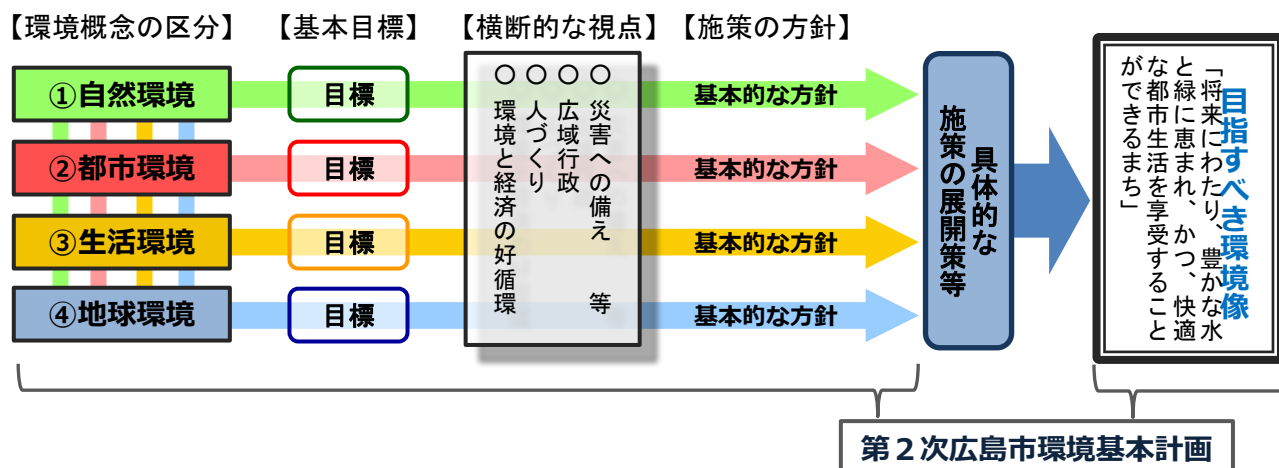 【環境概念の区分】 【基本目標】 【横断的な視点】 【施策の方針】
①自然環境
目標
基本的な方針
②都市環境
目標
基本的な方針
③生活環境
目標
基本的な方針
④地球環境
目標
基本的な方針
○ 災害への備え 等
○ 広域行政
○ 人づくり
○ 環境と経済の好循環
具体的な
施策の展開策等
目指すべき環境像
「将来にわたり、豊かな水
と緑に恵まれ、かつ、快適
な都市生活を享受すること
ができるまち」
第２次広島市環境基本計画